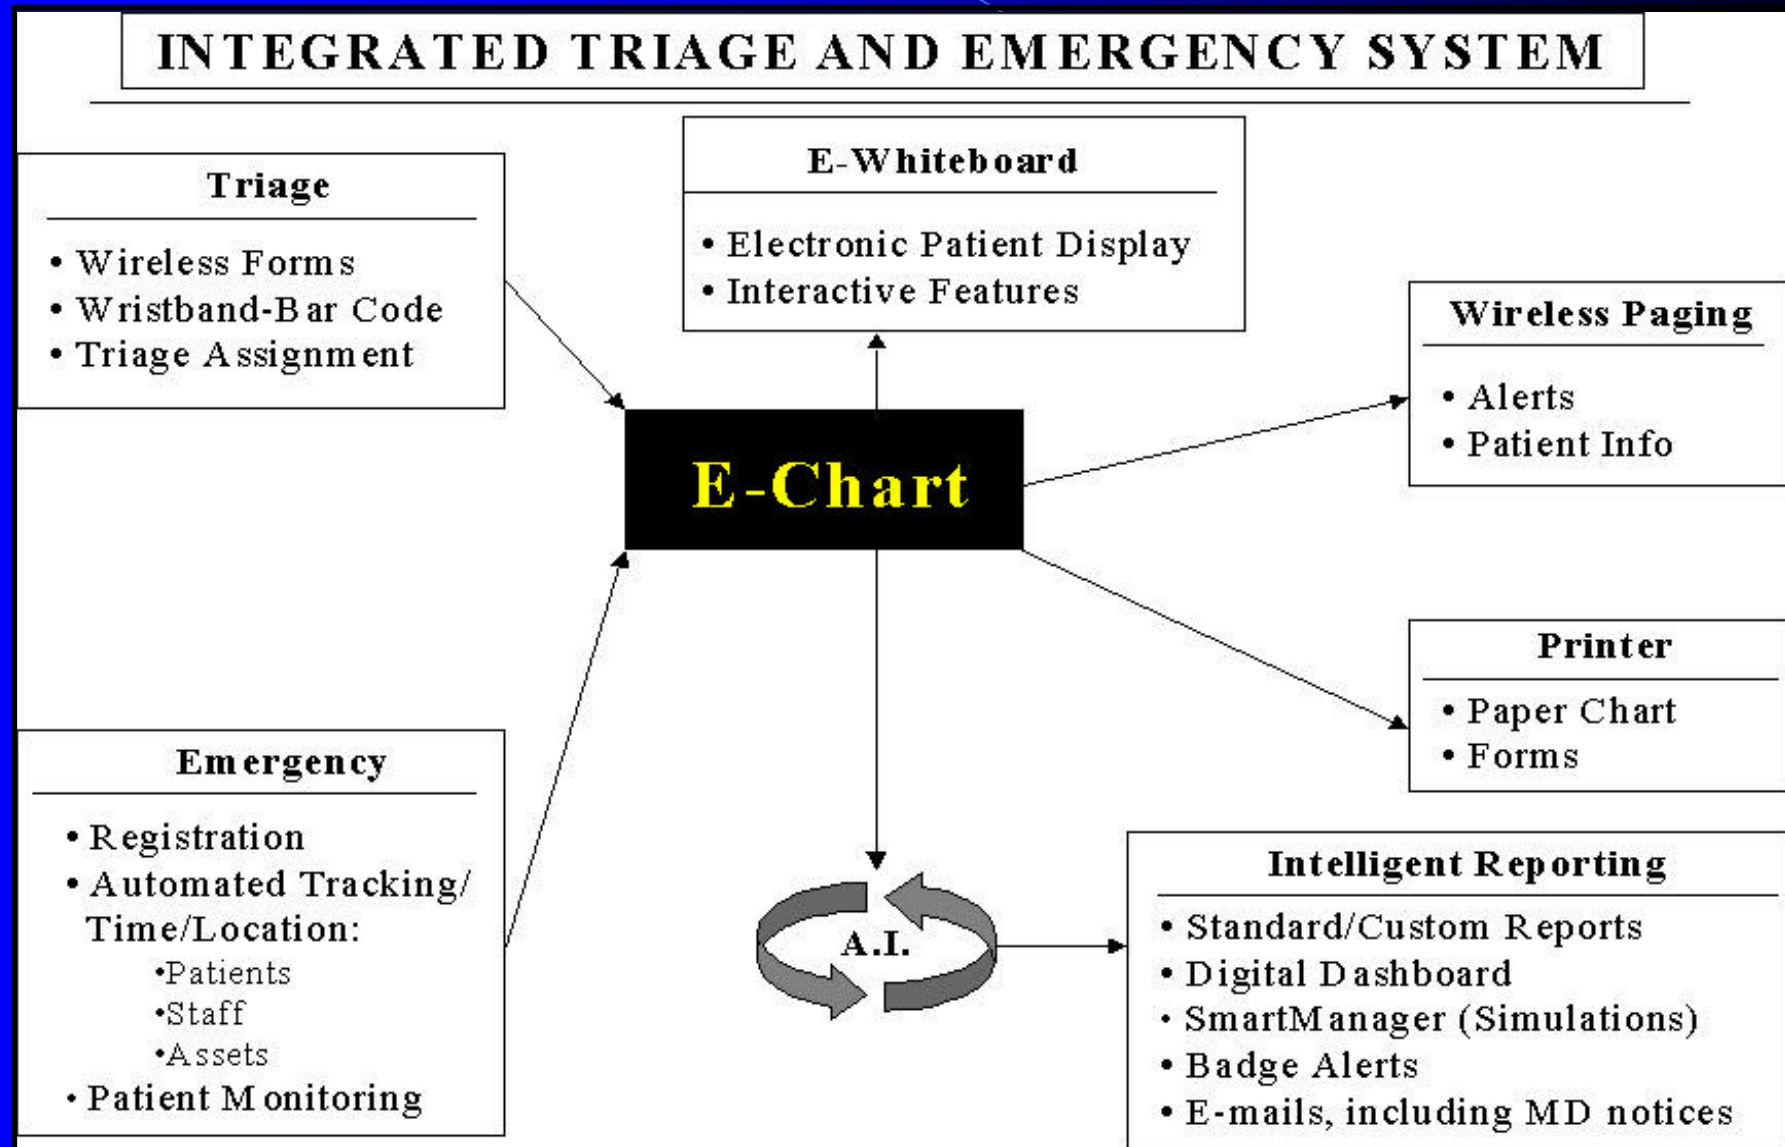 INTEGRATED TRIAGE AND EMERGENCY SYSTEM
Triage
• Wireless Forms
• Wristband-Bar Code
• Triage Assignment
E-Whiteboard
• Electronic Patient Display
• Interactive Features
Wireless Paging
• Alerts
• Patient Info
E-Chart
Printer
• Paper Chart
• Forms
Emergency
• Registration
• Automated Tracking/
Time/Location:
•Patients
•Staff
•Assets
• Patient Monitoring
A.I.
Intelligent Reporting
• Standard/Custom Reports
• Digital Dashboard
• SmartManager (Simulations)
• Badge Alerts
• E-mails, including MD notices